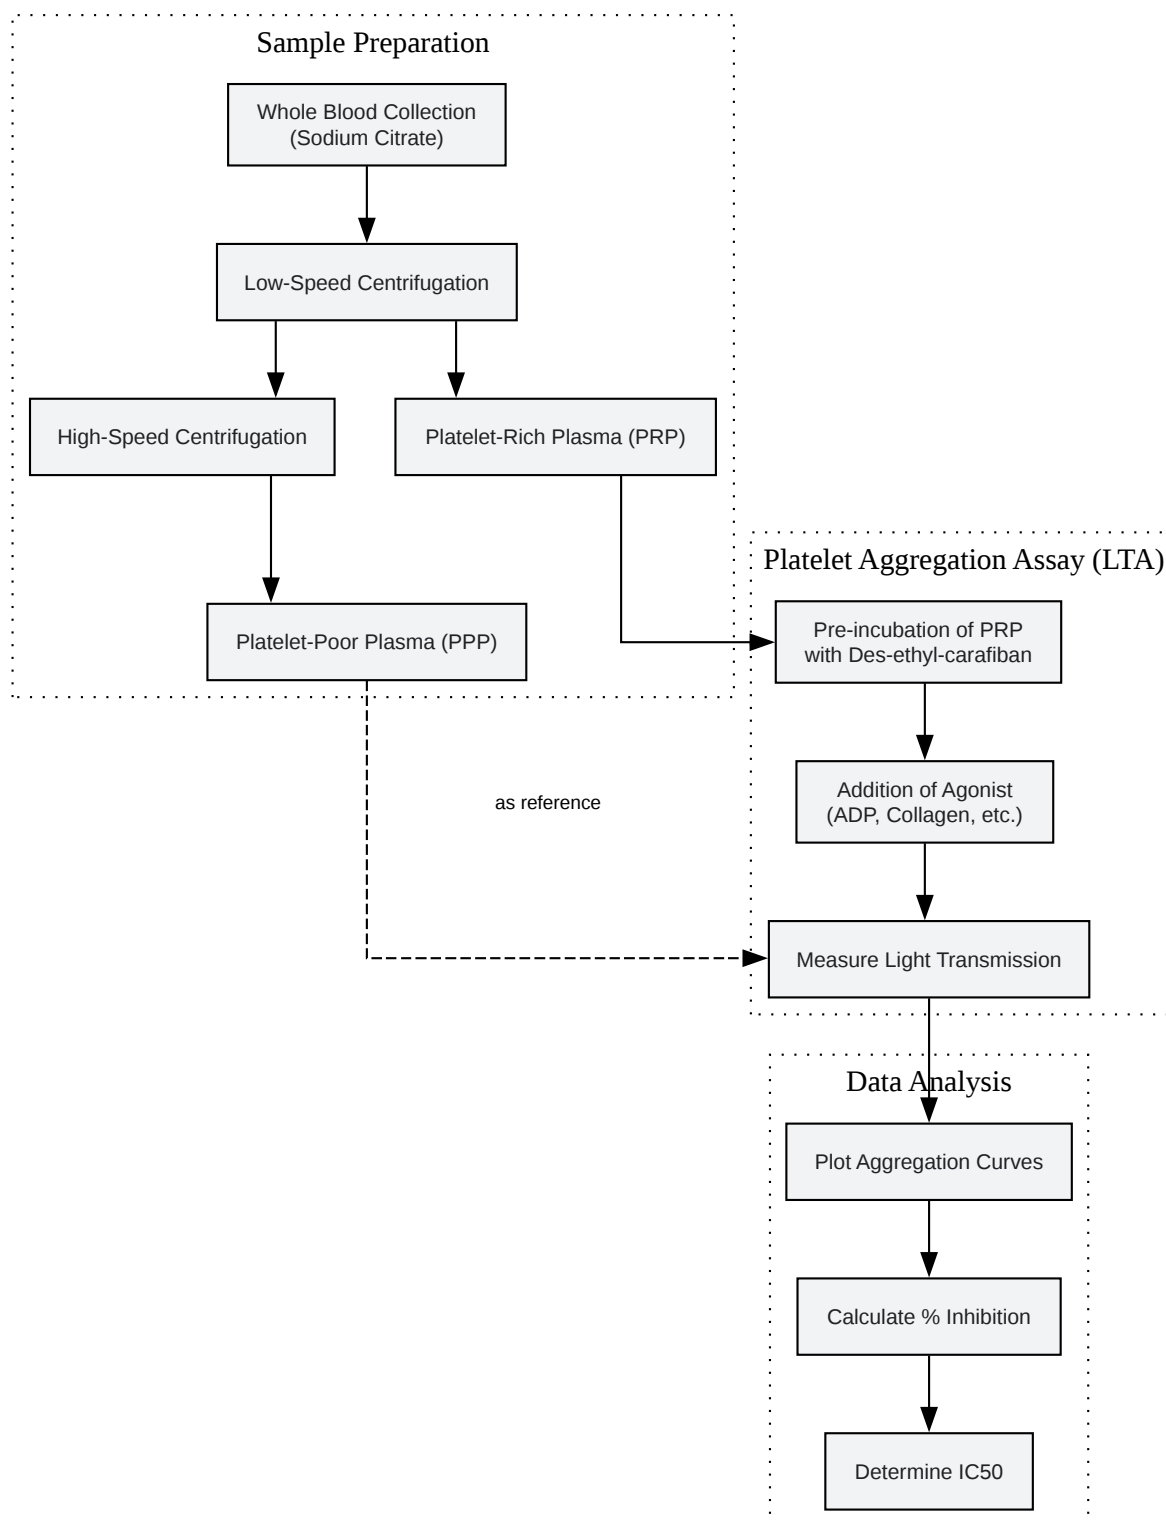 Sample Preparation
Whole Blood Collection
(Sodium Citrate)
Low-Speed Centrifugation
High-Speed Centrifugation
Platelet-Rich Plasma (PRP)
Platelet-Poor Plasma (PPP)
as reference
Platelet Aggregation Assay (LTA)
Pre-incubation of PRP
with Des-ethyl-carafiban
Addition of Agonist
(ADP, Collagen, etc.)
Measure Light Transmission
Data Analysis
Plot Aggregation Curves
Calculate % Inhibition
Determine IC50